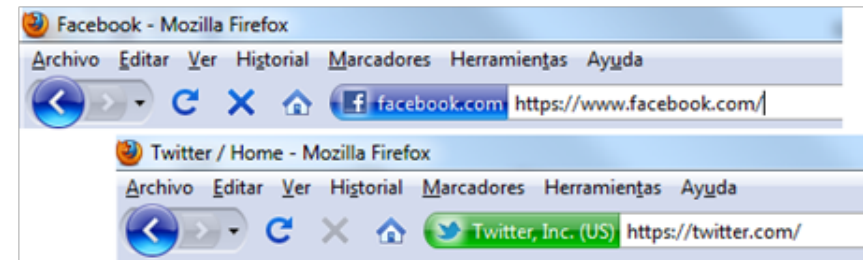 Facebook - Mozilla Firefox
Archivo Editar Ver Historial Marcadores Herramientas Ayuda
facebook.com https://www.facebook.com/
Twitter / Home - Mozilla Firefox
Archivo Editar Ver Historial Marcadores Herramientas Ayuda
Twitter, Inc. (US) https://twitter.com/